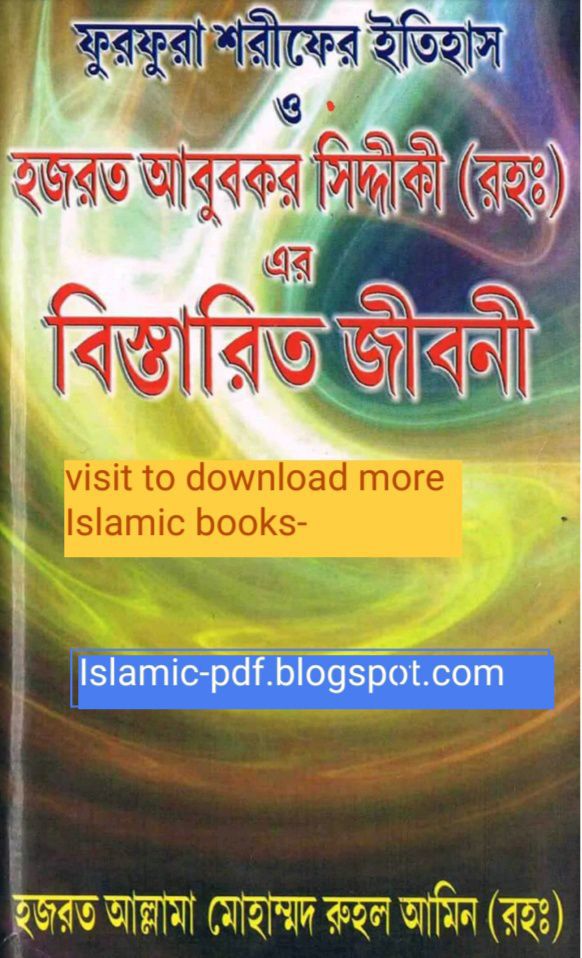 ফুরফুরা শরীফের ইতিহাস
ও
হজরত আবুবকর সিদ্দীকী (রহঃ)
এর
বিস্তারিত জীবনী
visit to download more
Islamic books-
Islamic-pdf.blogspot.com
হজরত আল্লামা মোহাম্মদ রুহল আমিন (রহঃ)